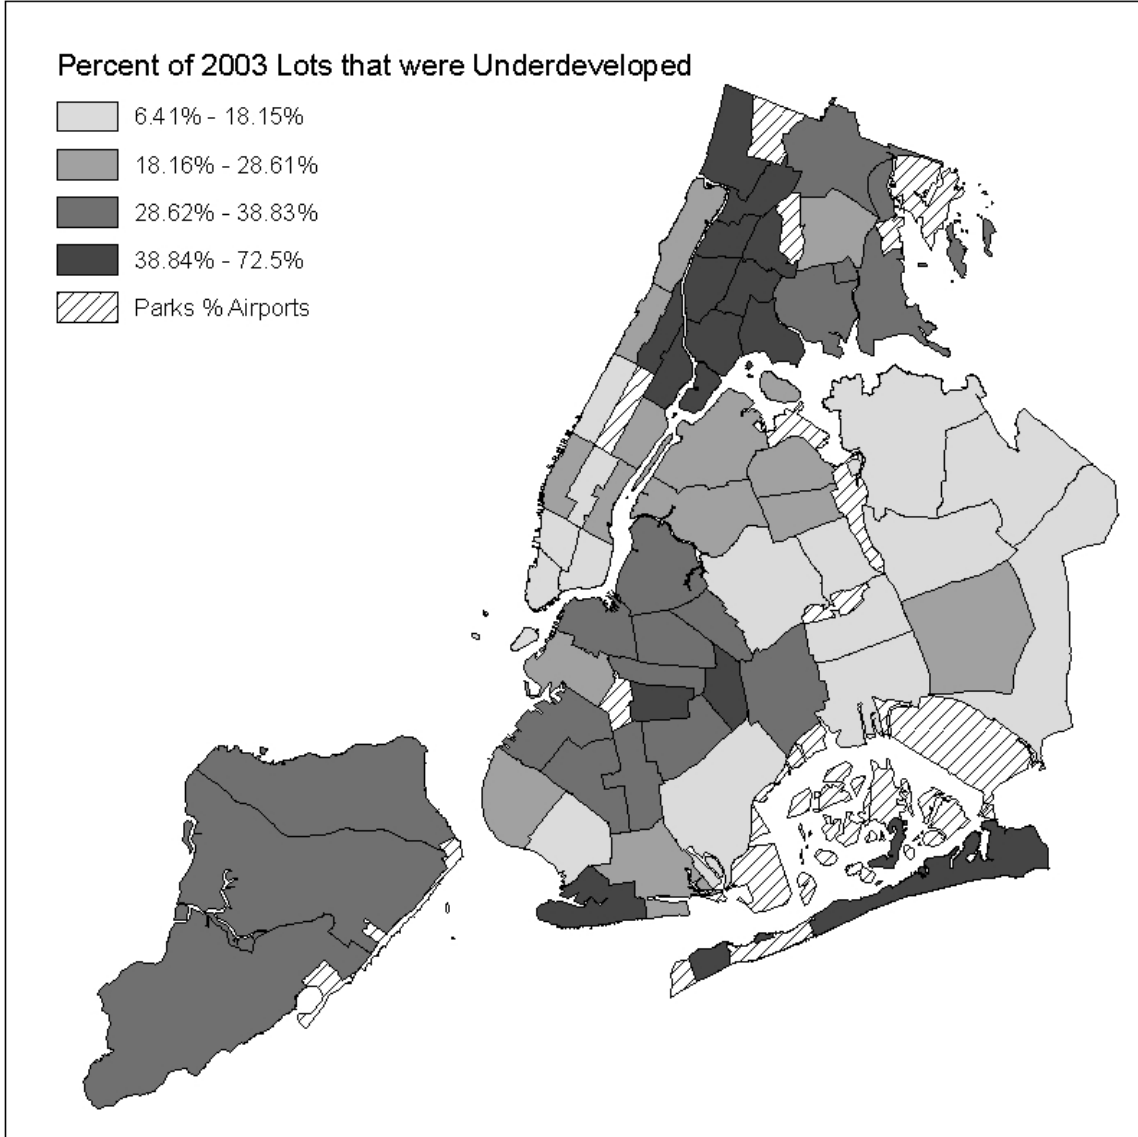 Percent of 2003 Lots that were Underdeveloped
6.41% - 18.15%
18.16% - 28.61%
28.62% - 38.83%
38.84% - 72.5%
Parks % Airports